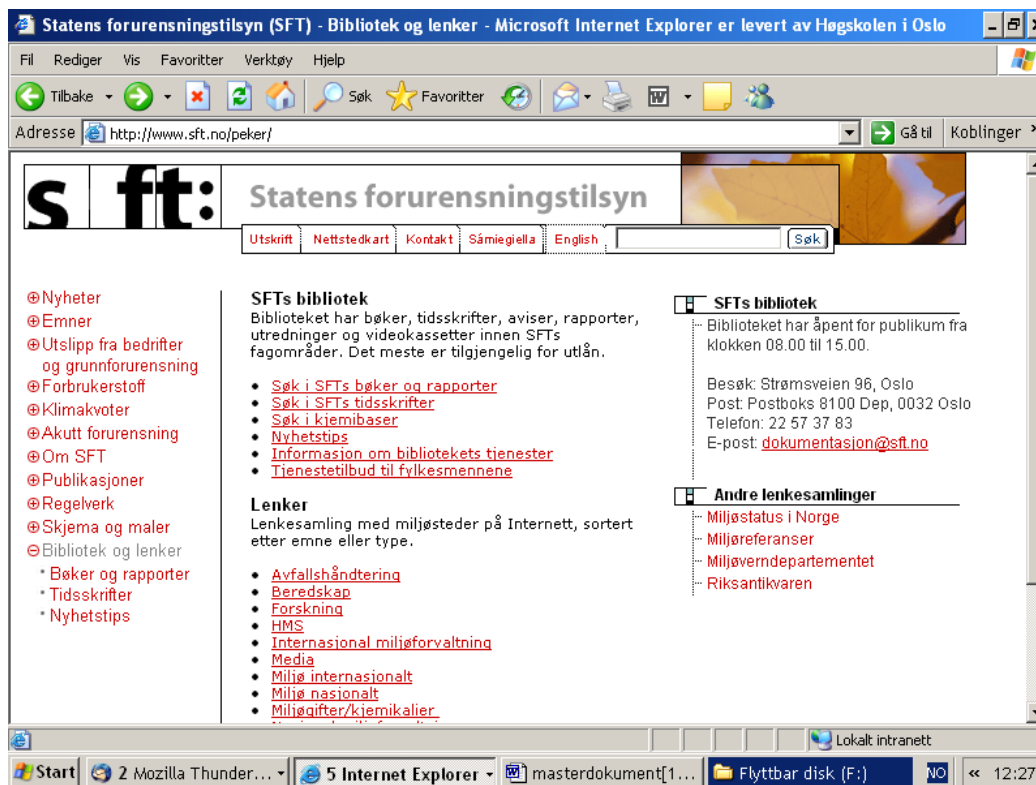 Statens forurensningstilsyn (SFT) - Bibliotek og lenker - Microsoft Internet Explorer er levert av Høgskolen i Oslo
Fil Rediger Vis Favoritter Verktøy Hjelp
Tilbake Søk Favoritter
Adresse http://www.sft.no/peker/ Gå til Koblinger »
s ft: Statens forurensningstilsyn
Utskrift Nettstedkart Kontakt Sámiegiella English Søk
Nyheter
Emner
Utslipp fra bedrifter
og grunnforurensning
Forbrukerstoff
Klimakvoter
Akutt forurensning
Om SFT
Publikasjoner
Regelverk
Skjema og maler
Bibliotek og lenker
• Bøker og rapporter
• Tidsskrifter
• Nyhetstips
SFTs bibliotek
Biblioteket har bøker, tidsskrifter, aviser, rapporter,
utredninger og videokassetter innen SFTs
fagområder. Det meste er tilgjengelig for utlån.
• Søk i SFTs bøker og rapporter
• Søk i SFTs tidsskrifter
• Søk i kjemibaser
• Nyhetstips
• Informasjon om bibliotekets tjenester
• Tjenestetilbud til fylkesmennene
Lenker
Lenkesamling med miljøsteder på Internett, sortert
etter emne eller type.
• Avfallshåndtering
• Beredskap
• Forskning
• HMS
• Internasjonal miljøforvaltning
• Media
• Miljø internasjonalt
• Miljø nasjonalt
• Miljøgifter/kjemikalier
SFTs bibliotek
Biblioteket har åpent for publikum fra
klokken 08.00 til 15.00.
Besøk: Strømsveien 96, Oslo
Post: Postboks 8100 Dep, 0032 Oslo
Telefon: 22 57 37 83
E-post: dokumentasjon@sft.no
Andre lenkesamlinger
Miljøstatus i Norge
Miljøreferanser
Miljøverndepartementet
Riksantikvaren
Lokalt intranett
Start 2 Mozilla Thunder... 5 Internet Explorer masterdokument[1... Flyttbar disk (F:) NO « 12:27